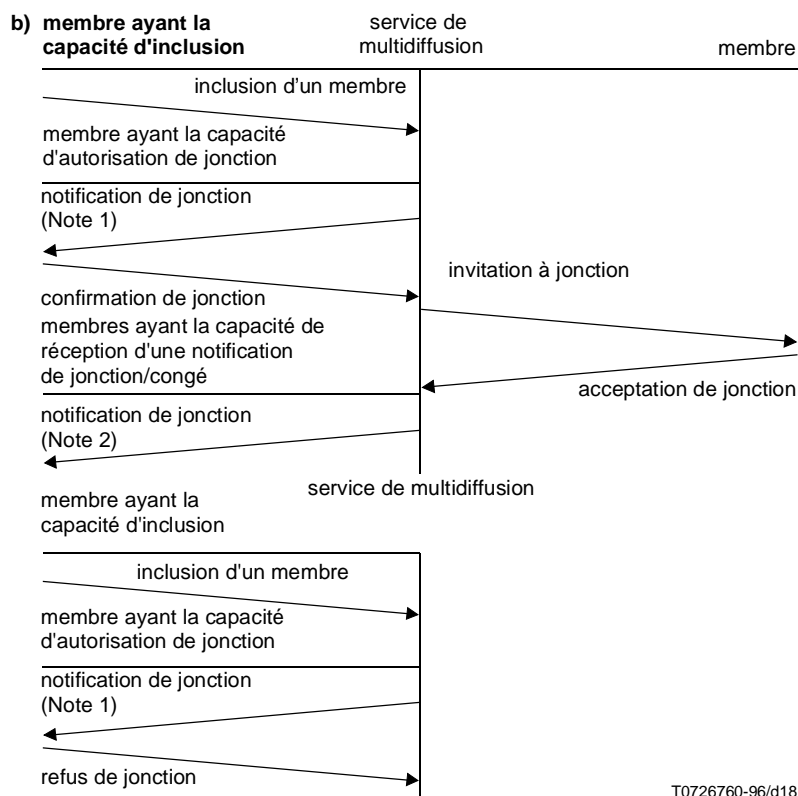 b) membre ayant la
capacité d'inclusion
service de
multidiffusion
membre
inclusion d'un membre
membre ayant la capacité
d'autorisation de jonction
notification de jonction
(Note 1)
invitation à jonction
confirmation de jonction
membres ayant la capacité de
réception d'une notification
de jonction/congé
acceptation de jonction
notification de jonction
(Note 2)
service de multidiffusion
membre ayant la
capacité d'inclusion
inclusion d'un membre
membre ayant la capacité
d'autorisation de jonction
notification de jonction
(Note 1)
refus de jonction
T0726760-96/d18